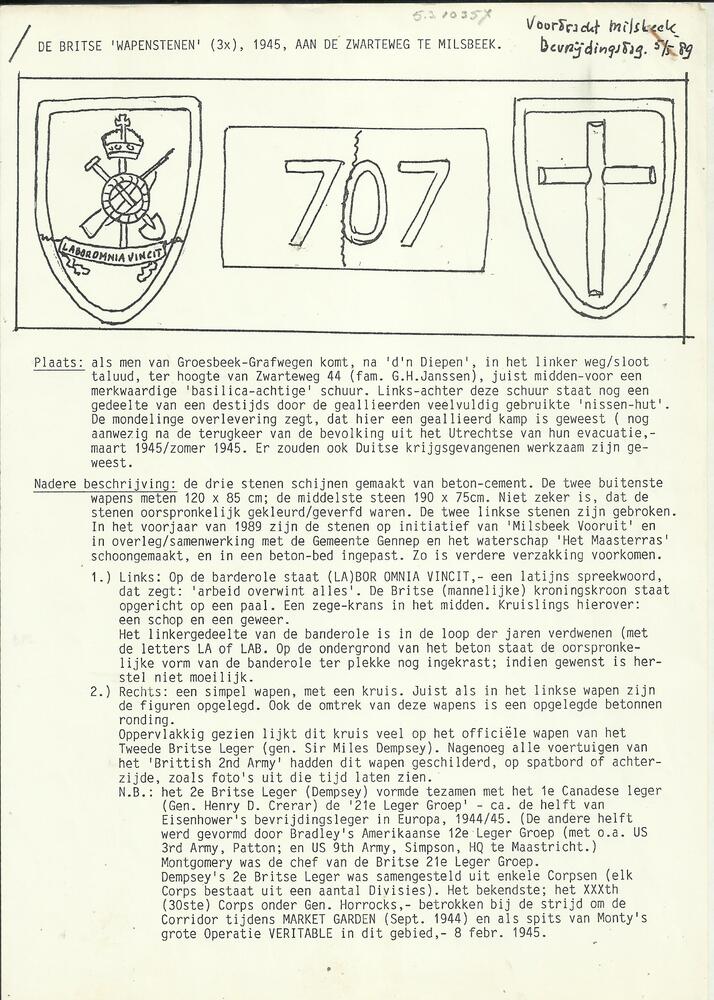 5.2 10357
Voordracht Milsbeek
Bevrijdingsdag. 5/5 89
DE BRITSE 'WAPENSTENEN' (3x), 1945, AAN DE ZWARTEWEG TE MILSBEEK.
LABOR OMNIA VINCIT
707
Plaats: als men van Groesbeek-Grafwegen komt, na 'd'n Diepen', in het linker weg/sloot
taluud, ter hoogte van Zwarteweg 44 (fam. G.H.Janssen), juist midden-voor een
merkwaardige 'basilica-achtige' schuur. Links-achter deze schuur staat nog een
gedeelte van een destijds door de geallieerden veelvuldig gebruikte 'nissen-hut'.
De mondelinge overlevering zegt, dat hier een geallieerd kamp is geweest ( nog
aanwezig na de terugkeer van de bevolking uit het Utrechtse van hun evacuatie,-
maart 1945/zomer 1945. Er zouden ook Duitse krijgsgevangenen werkzaam zijn ge-
weest.
Nadere beschrijving: de drie stenen schijnen gemaakt van beton-cement. De twee buitenste
wapens meten 120 x 85 cm; de middelste steen 190 x 75cm. Niet zeker is, dat de
stenen oorspronkelijk gekleurd/geverfd waren. De twee linkse stenen zijn gebroken.
In het voorjaar van 1989 zijn de stenen op initiatief van 'Milsbeek Vooruit' en
in overleg/samenwerking met de Gemeente Gennep en het waterschap 'Het Maasterras'
schoongemaakt, en in een beton-bed ingepast. Zo is verdere verzakking voorkomen.
1.) Links: Op de barderole staat (LA)BOR OMNIA VINCIT,- een latijns spreekwoord,
dat zegt: 'arbeid overwint alles'. De Britse (mannelijke) kroningskroon staat
opgericht op een paal. Een zege-krans in het midden. Kruislings hierover:
een schop en een geweer.
Het linkergedeelte van de banderole is in de loop der jaren verdwenen (met
de letters LA of LAB. Op de ondergrond van het beton staat de oorspronke-
lijke vorm van de banderole ter plekke nog ingekrast; indien gewenst is her-
stel niet moeilijk.
2.) Rechts: een simpel wapen, met een kruis. Juist als in het linkse wapen zijn
de figuren opgelegd. Ook de omtrek van deze wapens is een opgelegde betonnen
ronding.
Oppervlakkig gezien lijkt dit kruis veel op het officiële wapen van het
Tweede Britse Leger (gen. Sir Miles Dempsey). Nagenoeg alle voertuigen van
het 'Brittish 2nd Army' hadden dit wapen geschilderd, op spatbord of achter-
zijde, zoals foto's uit die tijd laten zien.
N.B.: het 2e Britse Leger (Dempsey) vormde tezamen met het 1e Canadese leger
(Gen. Henry D. Crerar) de '21e Leger Groep' - ca. de helft van
Eisenhower's bevrijdingsleger in Europa, 1944/45. (De andere helft
werd gevormd door Bradley's Amerikaanse 12e Leger Groep (met o.a. US
3rd Army, Patton; en US 9th Army, Simpson, HQ te Maastricht.)
Montgomery was de chef van de Britse 21e Leger Groep.
Dempsey's 2e Britse Leger was samengesteld uit enkele Corpsen (elk
Corps bestaat uit een aantal Divisies). Het bekendste; het XXXth
(30ste) Corps onder Gen. Horrocks,- betrokken bij de strijd om de
Corridor tijdens MARKET GARDEN (Sept. 1944) en als spits van Monty's
grote Operatie VERITABLE in dit gebied,- 8 febr. 1945.